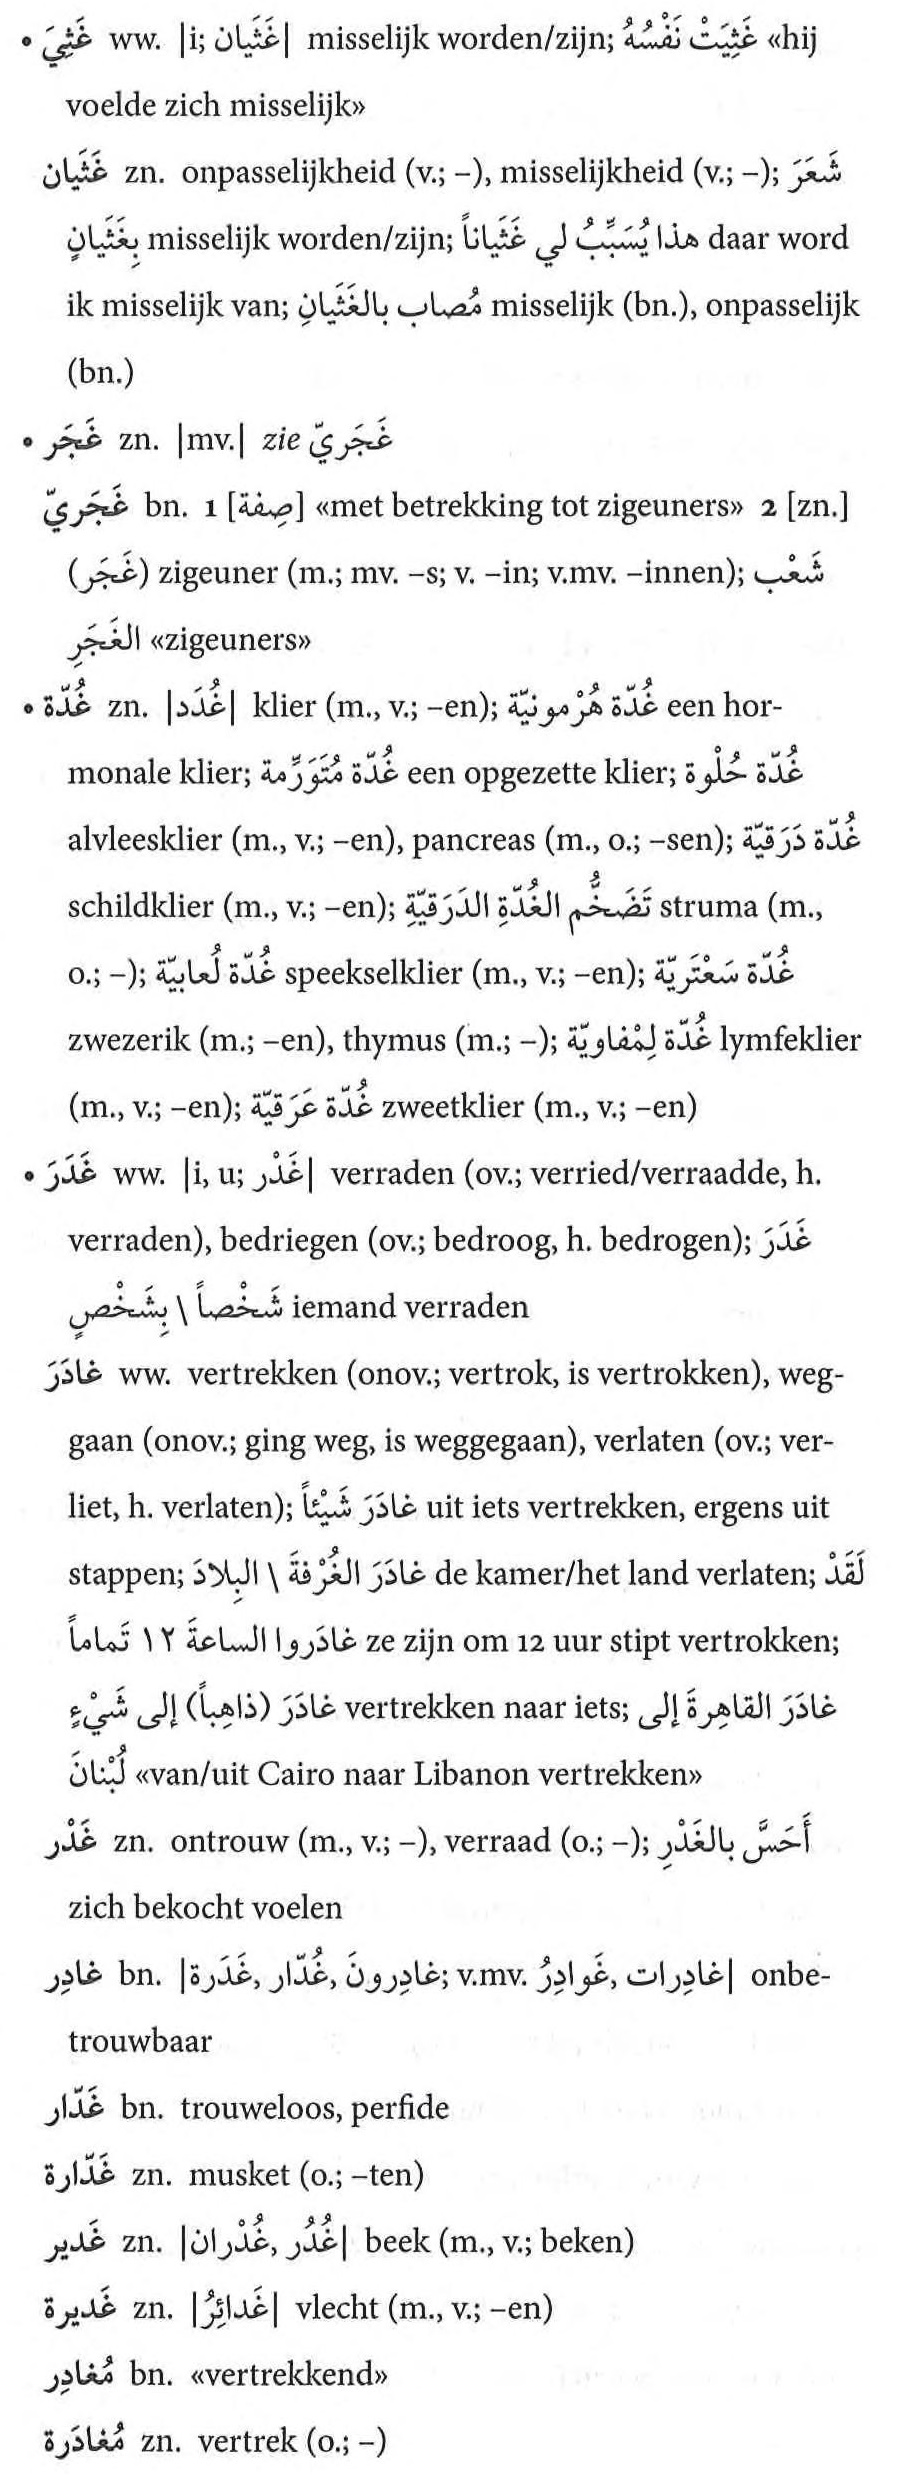 • غَثِيَ ww. |i; غَثَيان| misselijk worden/zijn; غَثِيَتْ نَفْسُهُ «hij
voelde zich misselijk»
غَثَيان zn. onpasselijkheid (v.; –), misselijkheid (v.; –); شَعَرَ
بِغَثَيانٍ misselijk worden/zijn; هذا يُسَبِّبُ لي غَثَياناً daar word
ik misselijk van; مُصاب بالغَثَيانِ misselijk (bn.), onpasselijk
(bn.)
• غَجَر zn. |mv.| zie غَجَريّ
غَجَريّ bn. 1 [صِفة] «met betrekking tot zigeuners» 2 [zn.]
(غَجَر) zigeuner (m.; mv. –s; v. –in; v.mv. –innen); شَعْب
الغَجَرِ «zigeuners»
• غُدّة zn. |غُدَد| klier (m., v.; –en); غُدّة هُرْمونيّة een hor-
monale klier; غُدّة مُتَوَرِّمة een opgezette klier; غُدّة حُلْوة
alvleesklier (m., v.; –en), pancreas (m., o.; –sen); غُدّة دَرَقيّة
schildklier (m., v.; –en); تَضَخُّم الغُدّةِ الدَرَقيّةِ struma (m.,
o.; –); غُدّة لُعابيّة speekselklier (m., v.; –en); غُدّة سَعْتَريّة
zwezerik (m.; –en), thymus (m.; –); غُدّة لِمْفاويّة lymfeklier
(m., v.; –en); غُدّة عَرَقيّة zweetklier (m., v.; –en)
• غَدَرَ ww. |i, u; غَدْر| verraden (ov.; verried/verraadde, h.
verraden), bedriegen (ov.; bedroog, h. bedrogen); غَدَرَ
شَخْصاً \ بِشَخْصٍ iemand verraden
غادَرَ ww. vertrekken (onov.; vertrok, is vertrokken), weg-
gaan (onov.; ging weg, is weggegaan), verlaten (ov.; ver-
liet, h. verlaten); غادَرَ شَيْئاً uit iets vertrekken, ergens uit
stappen; غادَرَ الغُرْفةَ \ البِلادَ de kamer/het land verlaten; لَقَدْ
غادَروا الساعةَ ١٢ تَماماً ze zijn om 12 uur stipt vertrokken;
غادَرَ (ذاهِباً) إلى شَيْءٍ vertrekken naar iets; غادَرَ القاهِرةَ إلى
لُبْنانَ «van/uit Cairo naar Libanon vertrekken»
غَدْر zn. ontrouw (m., v.; –), verraad (o.; –); أَحَسَّ بالغَدْرِ
zich bekocht voelen
غادِر bn. |غادِرونَ, غُدّار, غَدَرة; v.mv. غادِرات, غَوادِرُ| onbe-
trouwbaar
غَدّار bn. trouweloos, perfide
غَدّارة zn. musket (o.; –ten)
غَدير zn. |غُدُر, غُدْران| beek (m., v.; beken)
غَديرة zn. |غَدائِرُ| vlecht (m., v.; –en)
مُغادِر bn. «vertrekkend»
مُغادَرة zn. vertrek (o.; –)